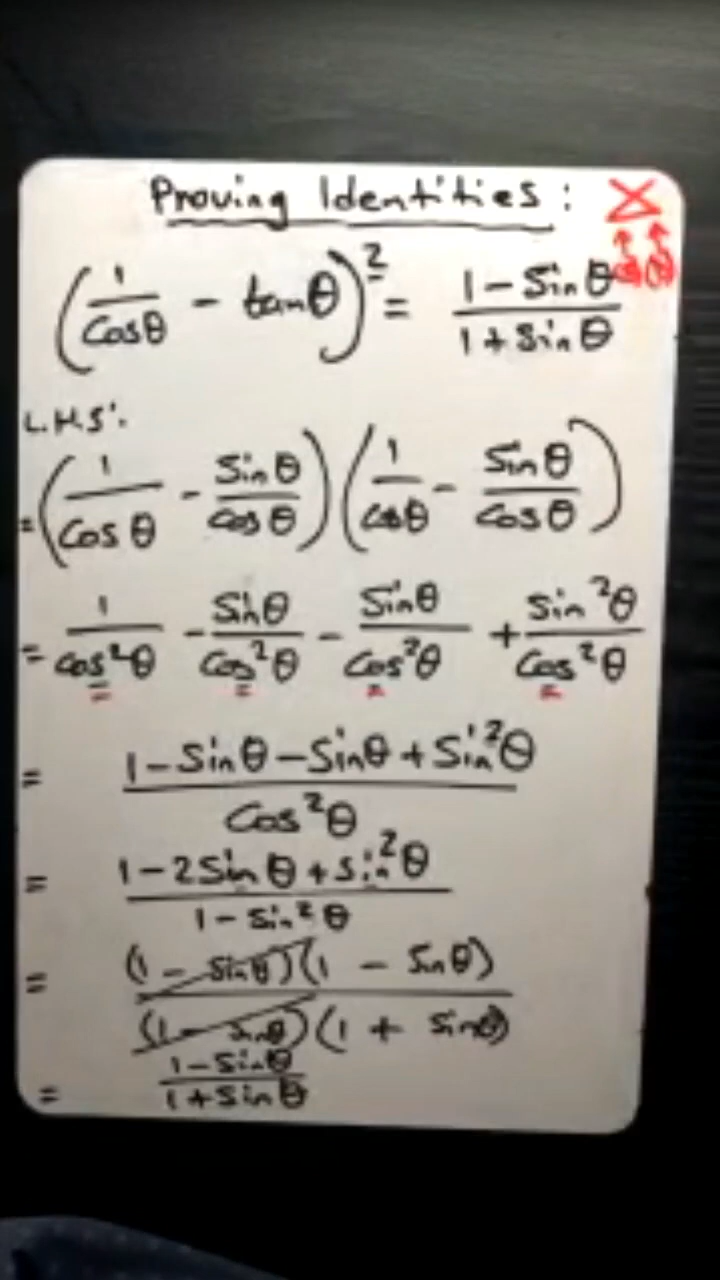 Proving Identities:
(1/Cosθ - tanθ)² = (1 - Sinθ)/(1 + Sinθ)
L.H.S:
= (1/Cosθ - Sinθ/Cosθ)(1/Cosθ - Sinθ/Cosθ)
= 1/Cos²θ - Sinθ/Cos²θ - Sinθ/Cos²θ + Sin²θ/Cos²θ
= (1 - Sinθ - Sinθ + Sin²θ)/Cos²θ
= (1 - 2Sinθ + Sin²θ)/(1 - Sin²θ)
= (1 - Sinθ)(1 - Sinθ)/(1 - Sinθ)(1 + Sinθ)
= (1 - Sinθ)/(1 + Sinθ)